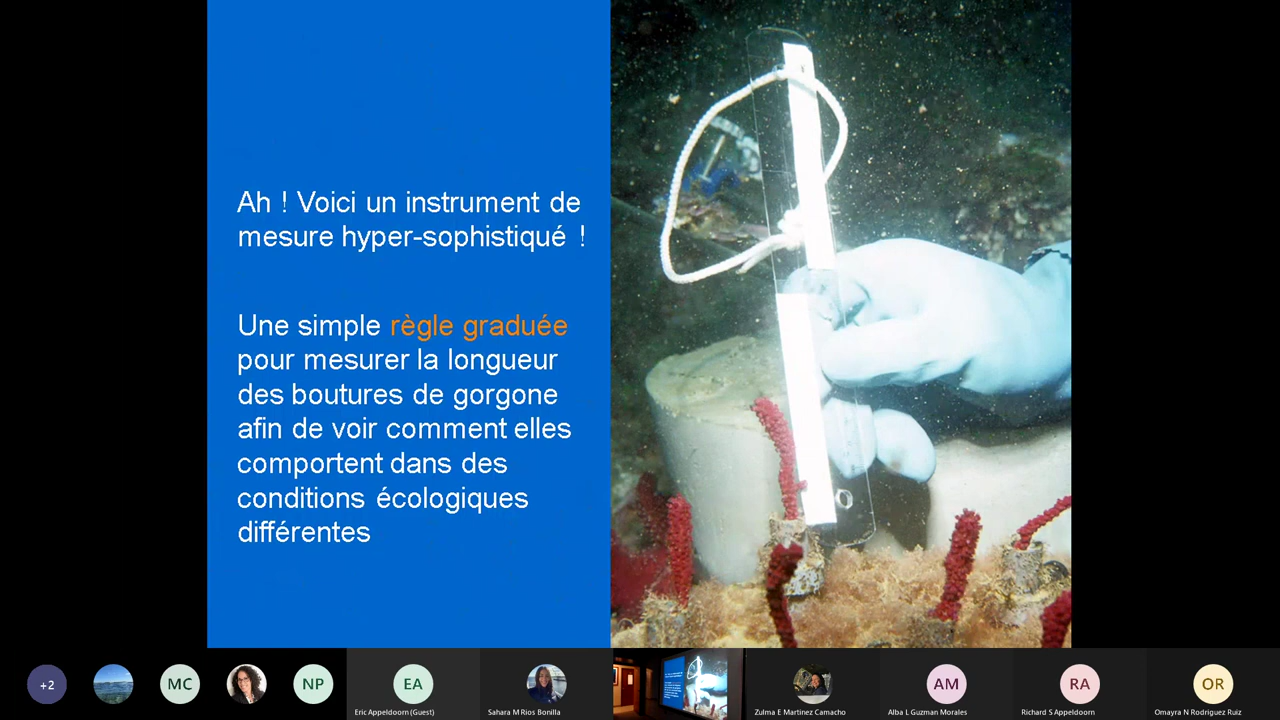 Ah ! Voici un instrument de
mesure hyper-sophistiqué !
Une simple règle graduée
pour mesurer la longueur
des boutures de gorgone
afin de voir comment elles
comportent dans des
conditions écologiques
différentes
+2
MC
NP
EA
AM
RA
OR
Eric Appeldoorn (Guest)
Sahara M Rios Bonilla
Zulma E Martinez Camacho
Alba L Guzman Morales
Richard S Appeldoorn
Omayra N Rodriguez Ruiz